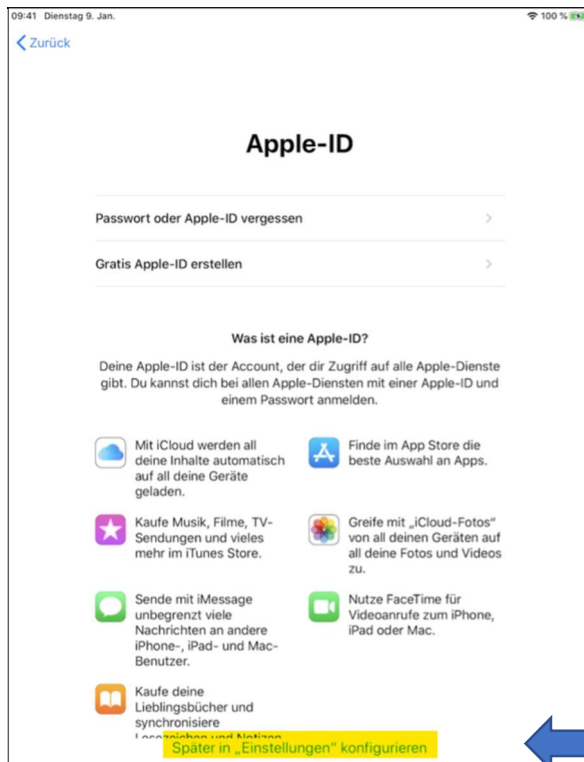 09:41 Dienstag 9. Jan. 100 %
Zurück
Apple-ID
Passwort oder Apple-ID vergessen
Gratis Apple-ID erstellen
Was ist eine Apple-ID?
Deine Apple-ID ist der Account, der dir Zugriff auf alle Apple-Dienste
gibt. Du kannst dich bei allen Apple-Diensten mit einer Apple-ID und
einem Passwort anmelden.
Mit iCloud werden all
deine Inhalte automatisch
auf all deine Geräte
geladen.
Finde im App Store die
beste Auswahl an Apps.
Kaufe Musik, Filme, TV-
Sendungen und vieles
mehr im iTunes Store.
Greife mit „iCloud-Fotos“
von all deinen Geräten auf
all deine Fotos und Videos
zu.
Sende mit iMessage
unbegrenzt viele
Nachrichten an andere
iPhone-, iPad- und Mac-
Benutzer.
Nutze FaceTime für
Videoanrufe zum iPhone,
iPad oder Mac.
Kaufe deine
Lieblingsbücher und
synchronisiere
Lesezeichen und Notizen
Später in „Einstellungen“ konfigurieren